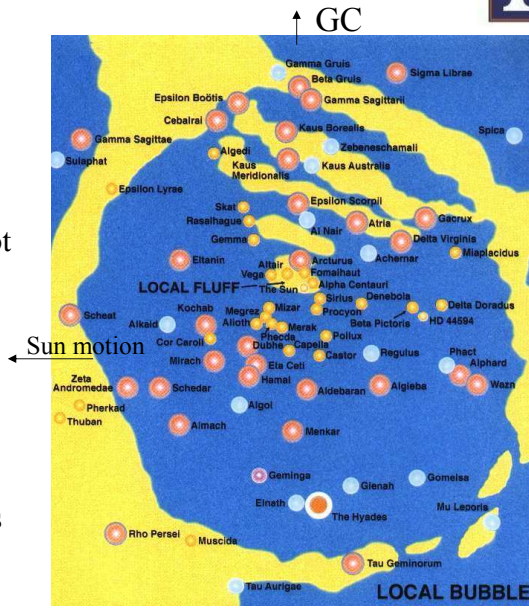 GC
Gamma Gruis
Beta Gruis
Sigma Librae
Gamma Sagittarii
Epsilon Boötis
Cebalrai
Kaus Borealis
Spica
Gamma Sagittae
Zebeneschamali
Sulaphat
Algedi
Kaus
Meridionalis
Kaus Australis
Epsilon Lyrae
Skat
Epsilon Scorpii
Rasalhague
Atria
Gacrux
Gemma
Al Nair
Delta Virginis
Achernar
Miaplacidus
Eltanin
Arcturus
Altair
Fomalhaut
Vega
Alpha Centauri
LOCAL FLUFF
The Sun
Sirius
Denebola
Kochab
Mizar
Procyon
Delta Doradus
Scheat
Megrez
Alkaid
Alioth
Merak
Beta Pictoris
HD 44594
Phecda
Pollux
Cor Caroli
Dubhe
Capella
Sun motion
Castor
Regulus
Phact
Mirach
Eta Ceti
Alphard
Zeta
Andromedae
Schedar
Hamal
Aldebaran
Algieba
Wazn
Pherkad
Algol
Thuban
Almach
Menkar
Geminga
Gienah
Gomeisa
Elnath
The Hyades
Mu Leporis
Rho Persei
Muscida
Tau Geminorum
Tau Aurigae
LOCAL BUBBLE